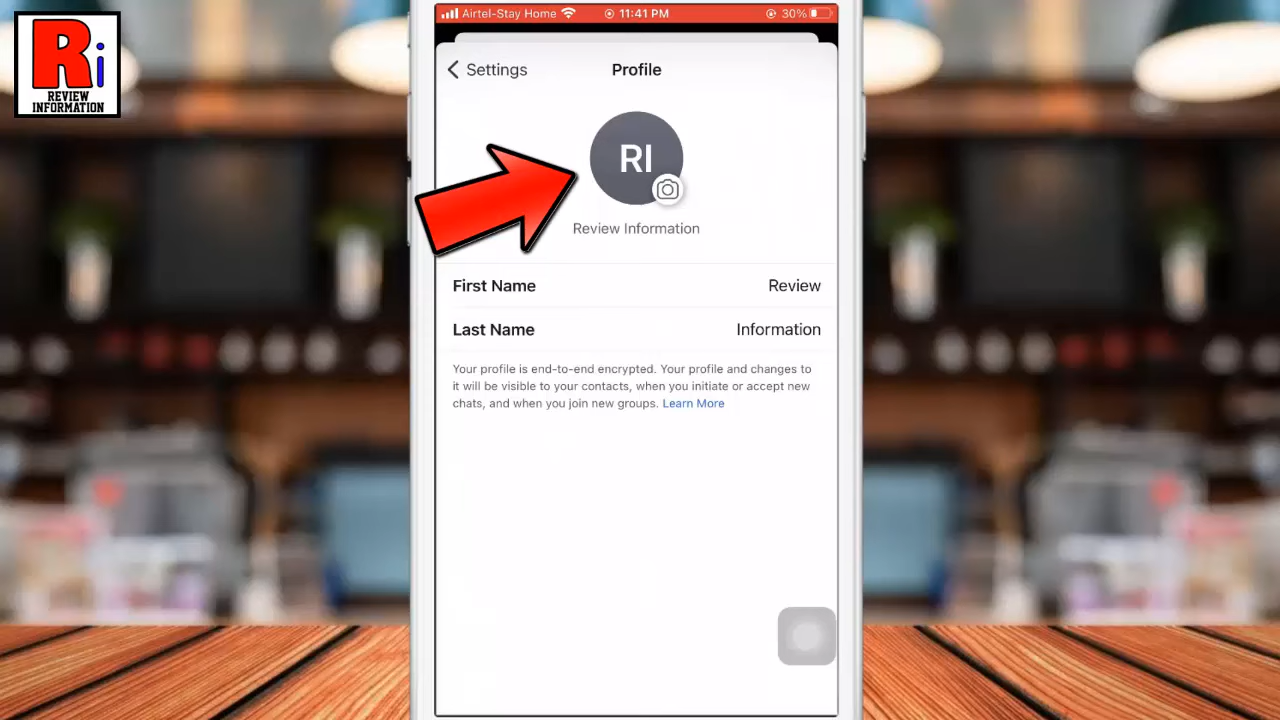 Ri
REVIEW
INFORMATION
Airtel-Stay Home 11:41 PM 30%
Settings Profile
RI
Review Information
First Name Review
Last Name Information
Your profile is end-to-end encrypted. Your profile and changes to
it will be visible to your contacts, when you initiate or accept new
chats, and when you join new groups. Learn More